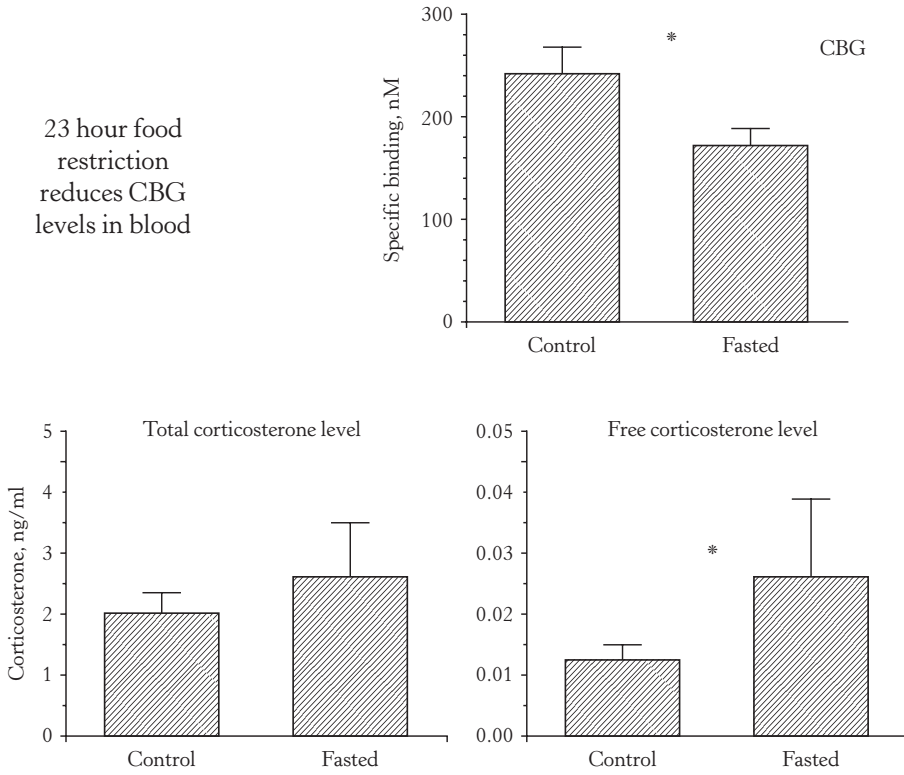 23 hour food
restriction
reduces CBG
levels in blood
CBG
*
Specific binding, nM
300
200
100
0
Control Fasted
Total corticosterone level
Corticosterone, ng/ml
5
4
3
2
1
0
Control Fasted
Free corticosterone level
*
0.05
0.04
0.03
0.02
0.01
0.00
Control Fasted